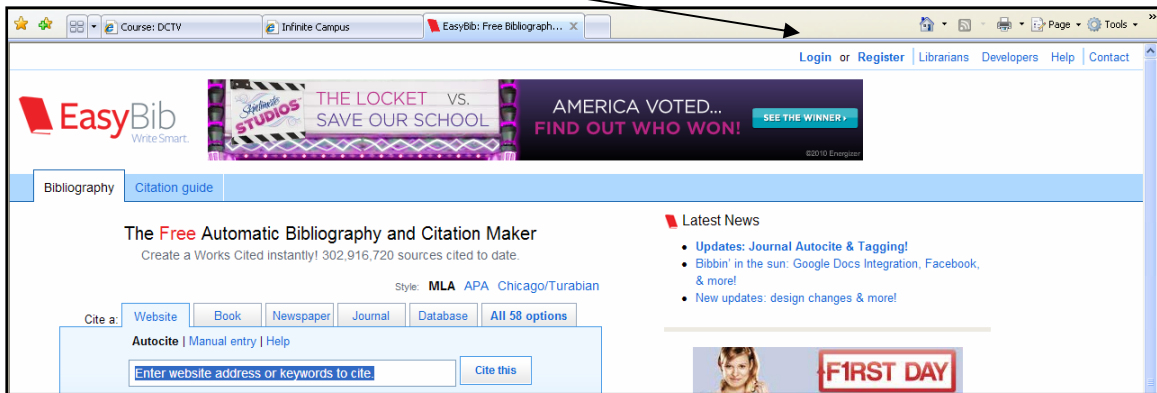 Course: DCTV Infinite Campus EasyBib: Free Bibliograph... X Page Tools »
Login or Register Librarians Developers Help Contact
EasyBib
Write Smart.
Skatewide
STUDIOS
THE LOCKET VS.
SAVE OUR SCHOOL
AMERICA VOTED...
FIND OUT WHO WON!
SEE THE WINNER
©2010 Energizer
Bibliography Citation guide
The Free Automatic Bibliography and Citation Maker
Create a Works Cited instantly! 302,916,720 sources cited to date.
Style: MLA APA Chicago/Turabian
Cite a: Website Book Newspaper Journal Database All 58 options
Autocite | Manual entry | Help
Enter website address or keywords to cite. Cite this
Latest News
Updates: Journal Autocite & Tagging!
Bibbin' in the sun: Google Docs Integration, Facebook,
& more!
New updates: design changes & more!
F1RST DAY